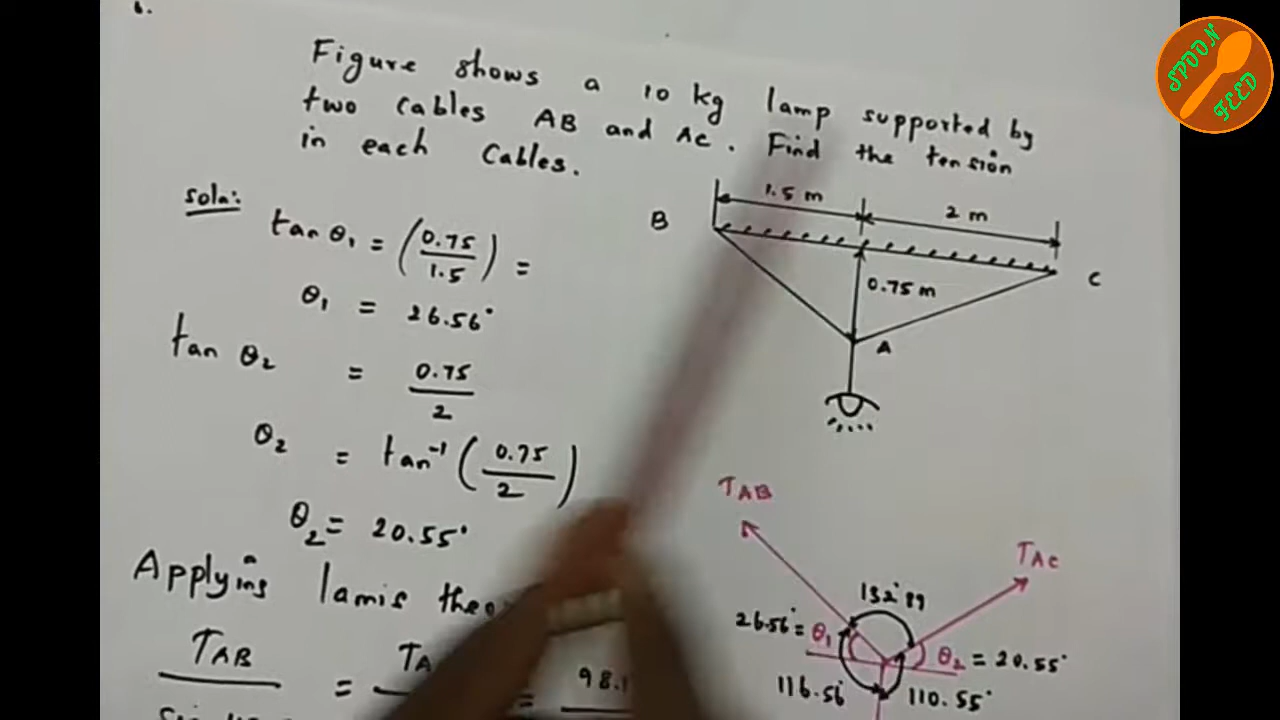 Figure shows a 10 kg lamp supported by
two Cables AB and AC. Find the tension
in each Cables.
SPOON
FEED
soln:
tan θ₁ = (0.75/1.5) =
θ₁ = 26.56°
tan θ₂ = 0.75/2
θ₂ = tan⁻¹ (0.75/2)
θ₂ = 20.55°
Applying lamis
TAB
=
=
98.1
B
1.5 m
2 m
C
0.75 m
A
TAB
TAC
132°89
26.56° = θ₁
θ₂ = 20.55°
116.56°
110.55°